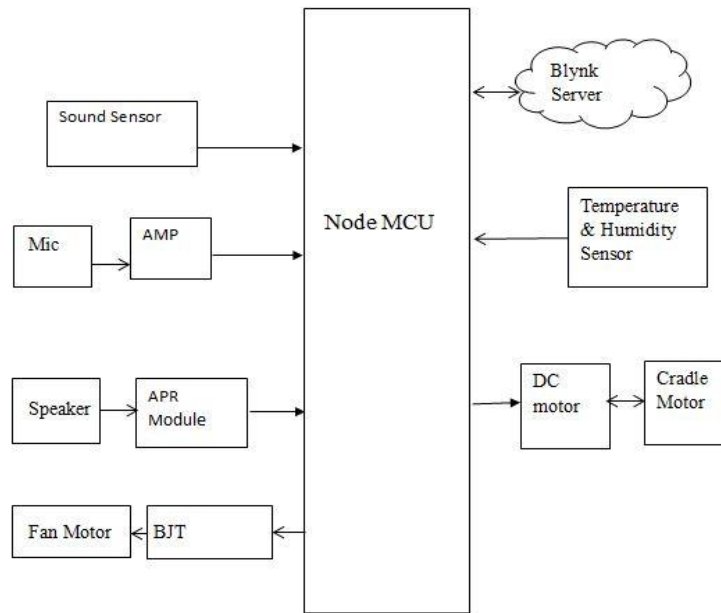 Blynk
Server
Sound Sensor
Node MCU
Temperature
& Humidity
Sensor
Mic
AMP
Speaker
APR
Module
DC
motor
Cradle
Motor
Fan Motor
BJT